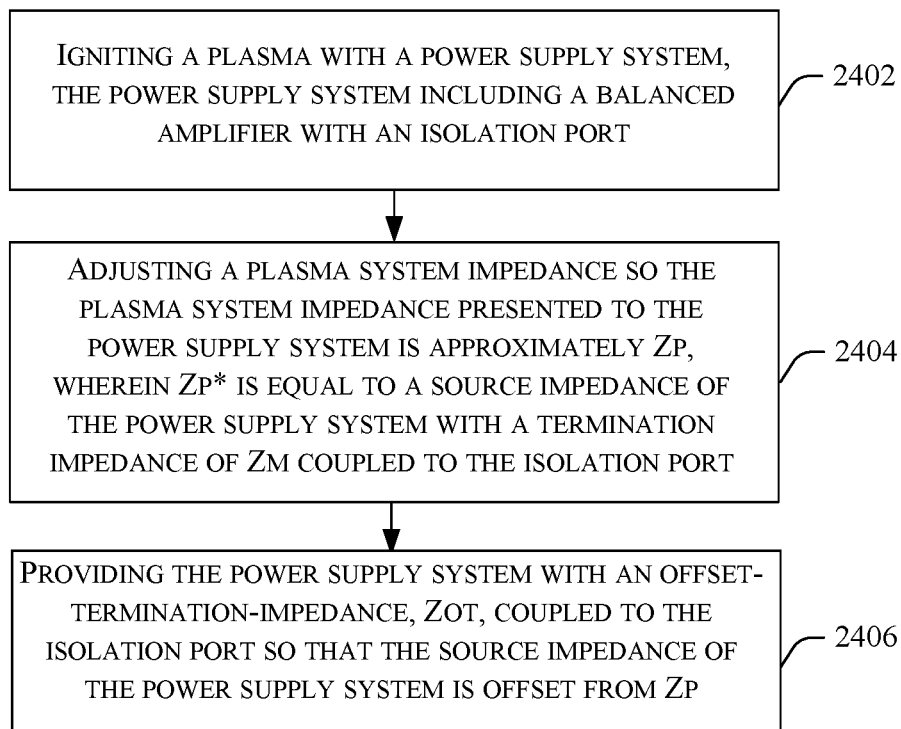 IGNITING A PLASMA WITH A POWER SUPPLY SYSTEM,
THE POWER SUPPLY SYSTEM INCLUDING A BALANCED
AMPLIFIER WITH AN ISOLATION PORT
2402
ADJUSTING A PLASMA SYSTEM IMPEDANCE SO THE
PLASMA SYSTEM IMPEDANCE PRESENTED TO THE
POWER SUPPLY SYSTEM IS APPROXIMATELY ZP,
WHEREIN ZP* IS EQUAL TO A SOURCE IMPEDANCE OF
THE POWER SUPPLY SYSTEM WITH A TERMINATION
IMPEDANCE OF ZM COUPLED TO THE ISOLATION PORT
2404
PROVIDING THE POWER SUPPLY SYSTEM WITH AN OFFSET-
TERMINATION-IMPEDANCE, ZOT, COUPLED TO THE
ISOLATION PORT SO THAT THE SOURCE IMPEDANCE OF
THE POWER SUPPLY SYSTEM IS OFFSET FROM ZP
2406